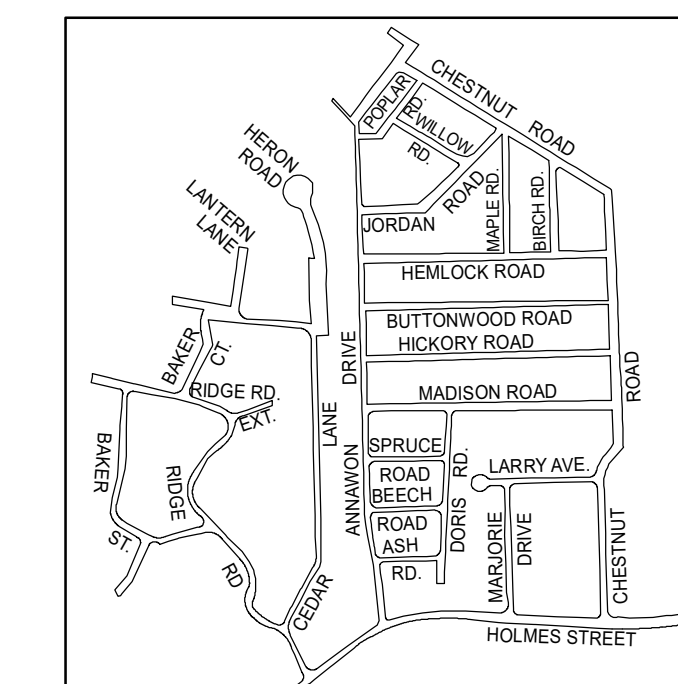 CHESTNUT ROAD
POPLAR
RD.
WILLOW
RD.
HERON
ROAD
LANTERN
LANE
JORDAN
ROAD
MAPLE RD.
BIRCH RD.
HEMLOCK ROAD
BUTTONWOOD ROAD
HICKORY ROAD
MADISON ROAD
BAKER
CT.
RIDGE RD.
EXT.
LANE
DRIVE
ROAD
SPRUCE
ROAD
BEECH
ROAD
ASH
RD.
ANNAWON
DORIS RD.
LARRY AVE.
BAKER
ST.
RIDGE
RD
CEDAR
MARJORIE
DRIVE
CHESTNUT
HOLMES STREET